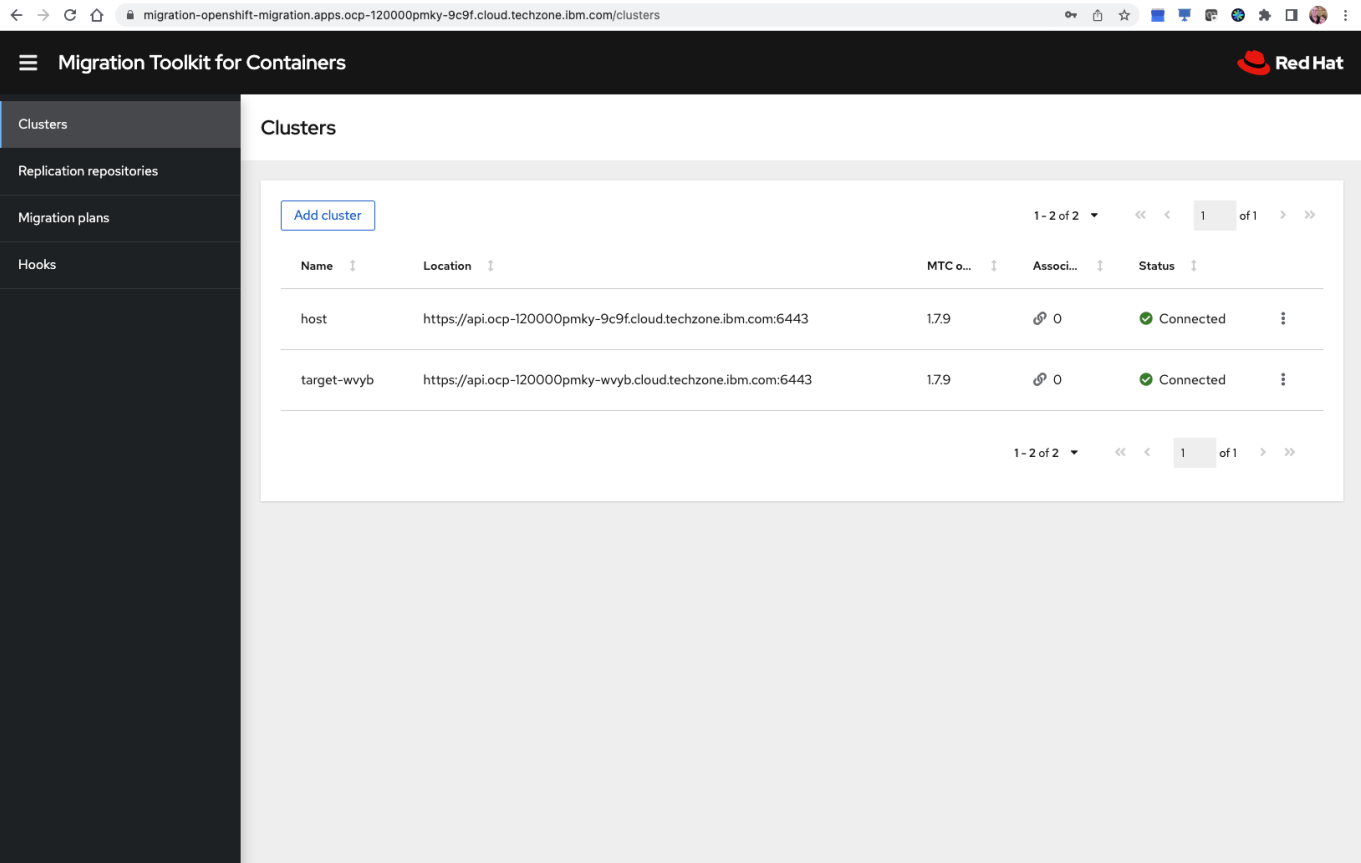 migration-openshift-migration.apps.ocp-120000pmky-9c9f.cloud.techzone.ibm.com/clusters
Migration Toolkit for Containers
Red Hat
Clusters
Replication repositories
Migration plans
Hooks
Clusters
Add cluster
1 - 2 of 2
1 of 1
Name Location MTC o... Associ... Status
host https://api.ocp-120000pmky-9c9f.cloud.techzone.ibm.com:6443 1.7.9 0 Connected
target-wvyb https://api.ocp-120000pmky-wvyb.cloud.techzone.ibm.com:6443 1.7.9 0 Connected
1 - 2 of 2
1 of 1